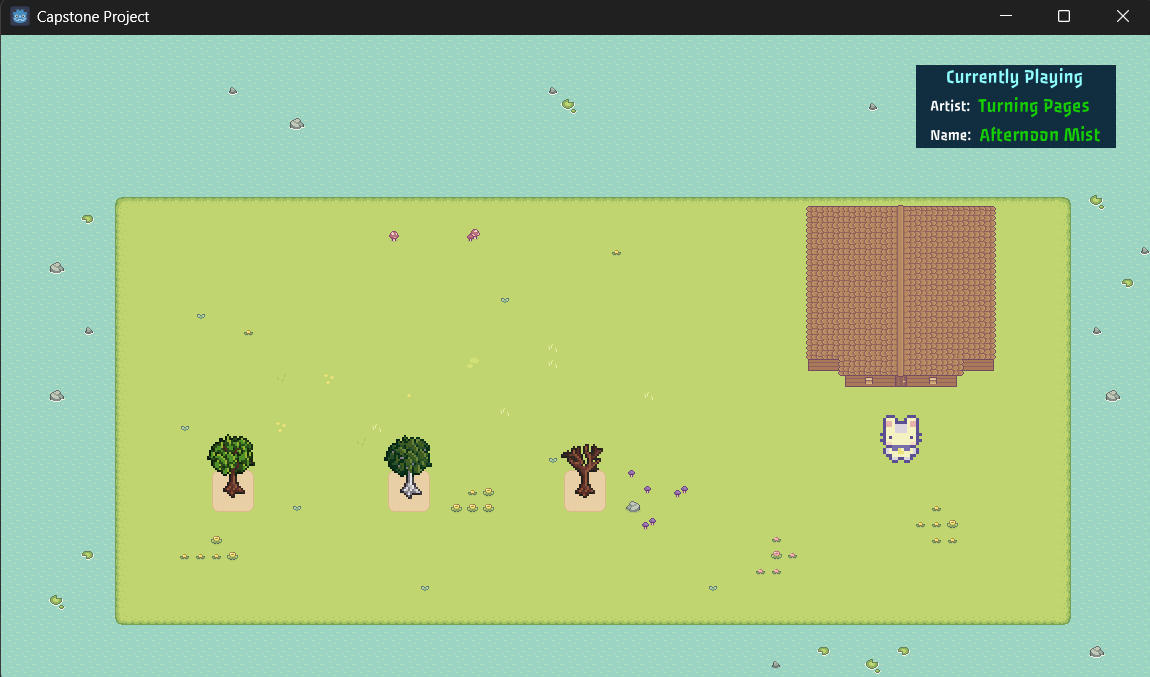 Capstone Project
Currently Playing
Artist: Turning Pages
Name: Afternoon Mist